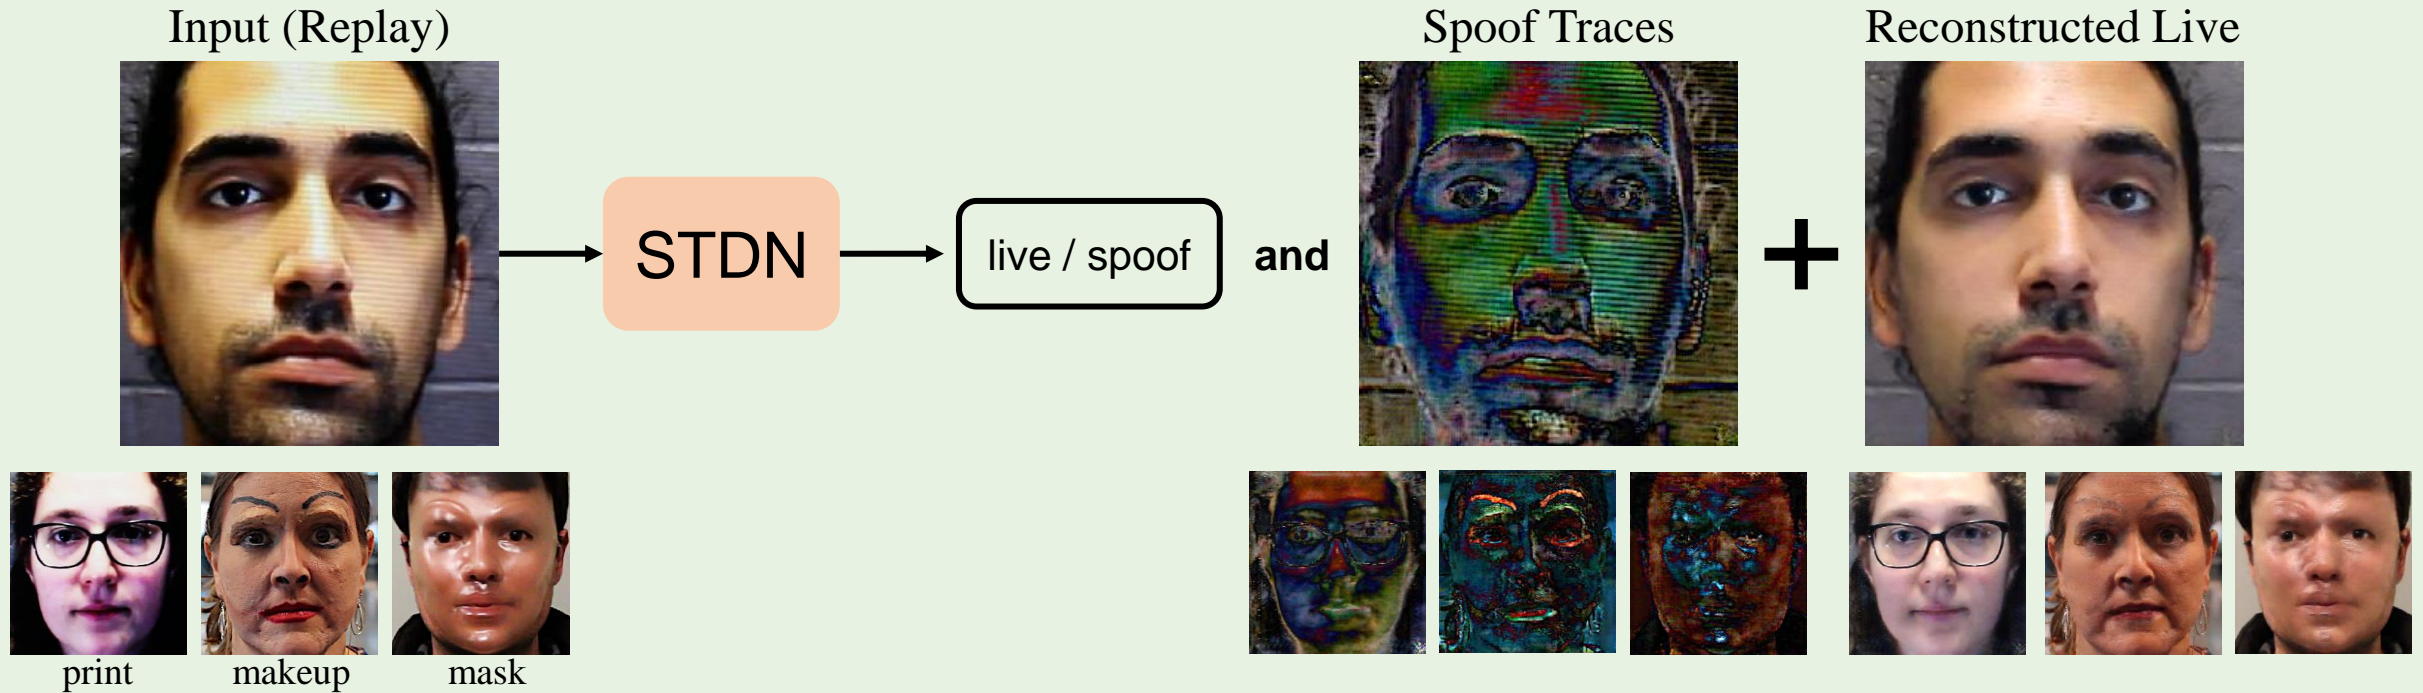 Input (Replay)
Spoof Traces
Reconstructed Live
STDN
live / spoof
and
+
print
makeup
mask